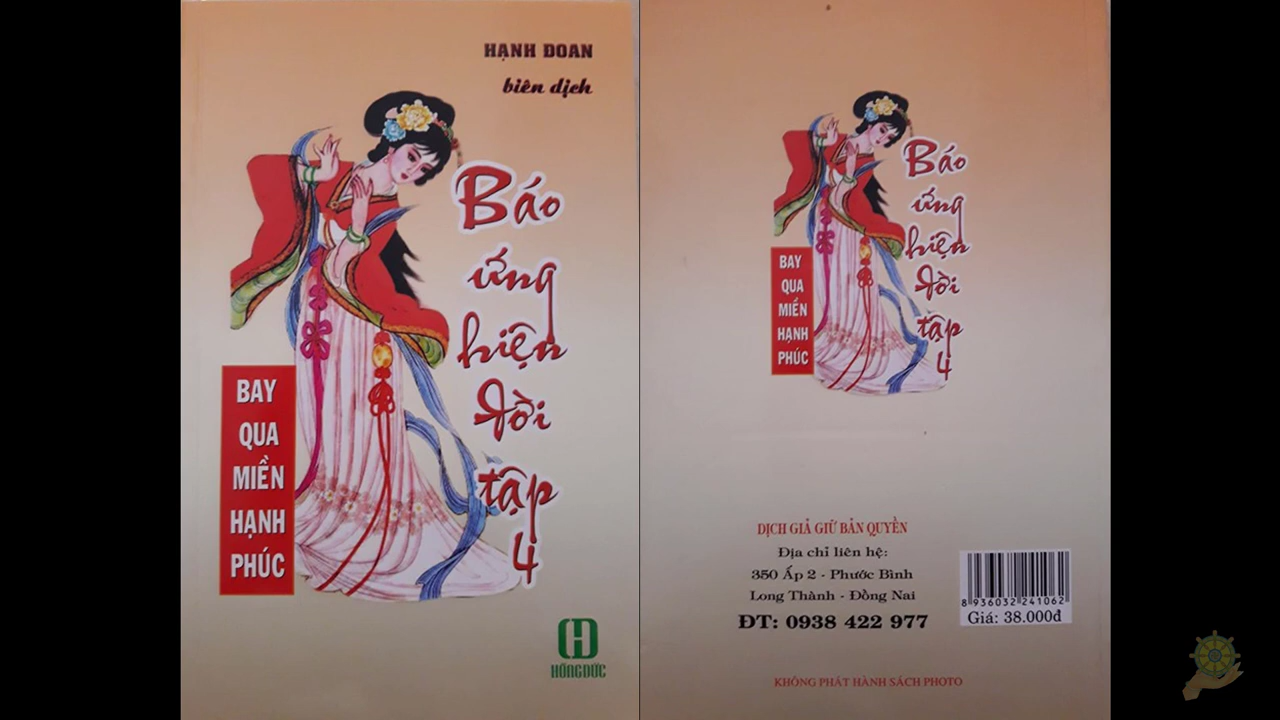 HẠNH ĐOAN
biên dịch
Báo
ứng
hiện
đời
tập
4
BAY
QUA
MIỀN
HẠNH
PHÚC
HỒNG ĐỨC
Báo
ứng
hiện
đời
tập
4
BAY
QUA
MIỀN
HẠNH
PHÚC
DỊCH GIẢ GIỮ BẢN QUYỀN
Địa chỉ liên hệ:
350 Ấp 2 - Phước Bình
Long Thành - Đồng Nai
ĐT: 0938 422 977
8 936032 241062
Giá: 38.000đ
KHÔNG PHÁT HÀNH SÁCH PHOTO